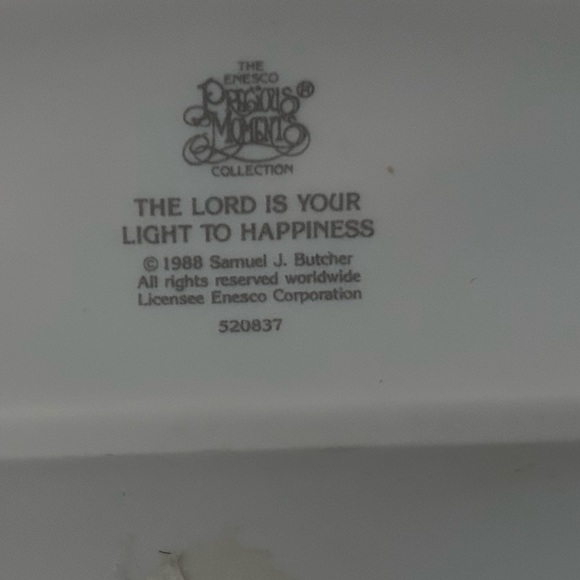 THE
ENESCO
PRECIOUS®
MOMENTS
COLLECTION
THE LORD IS YOUR
LIGHT TO HAPPINESS
© 1988 Samuel J. Butcher
All rights reserved worldwide
Licensee Enesco Corporation
520837